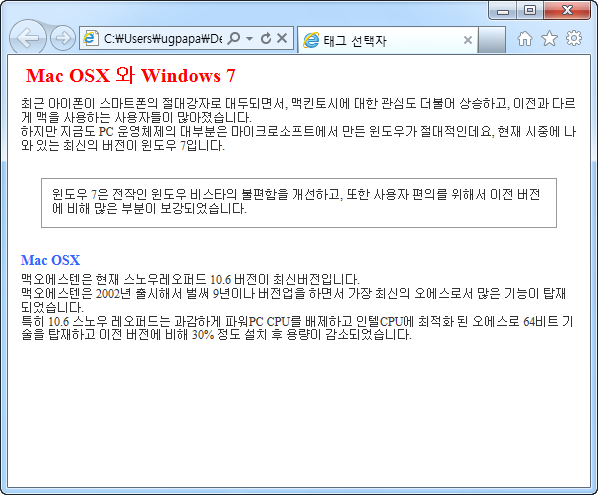 C:₩Users₩ugpapa₩De
태그 선택자
Mac OSX 와 Windows 7
최근 아이폰이 스마트폰의 절대강자로 대두되면서, 맥킨토시에 대한 관심도 더불어 상승하고, 이전과 다르
게 맥을 사용하는 사용자들이 많아졌습니다.
하지만 지금도 PC 운영체제의 대부분은 마이크로소프트에서 만든 윈도우가 절대적인데요, 현재 시중에 나
와 있는 최신의 버전이 윈도우 7입니다.
윈도우 7은 전작인 윈도우 비스타의 불편함을 개선하고, 또한 사용자 편의를 위해서 이전 버전
에 비해 많은 부분이 보강되었습니다.
Mac OSX
맥오에스텐은 현재 스노우레오퍼드 10.6 버전이 최신버전입니다.
맥오에스텐은 2002년 출시해서 벌써 9년이나 버전업을 하면서 가장 최신의 오에스로서 많은 기능이 탑재
되었습니다.
특히 10.6 스노우 레오퍼드는 과감하게 파워PC CPU를 배제하고 인텔CPU에 최적화 된 오에스로 64비트 기
술을 탑재하고 이전 버전에 비해 30% 정도 설치 후 용량이 감소되었습니다.